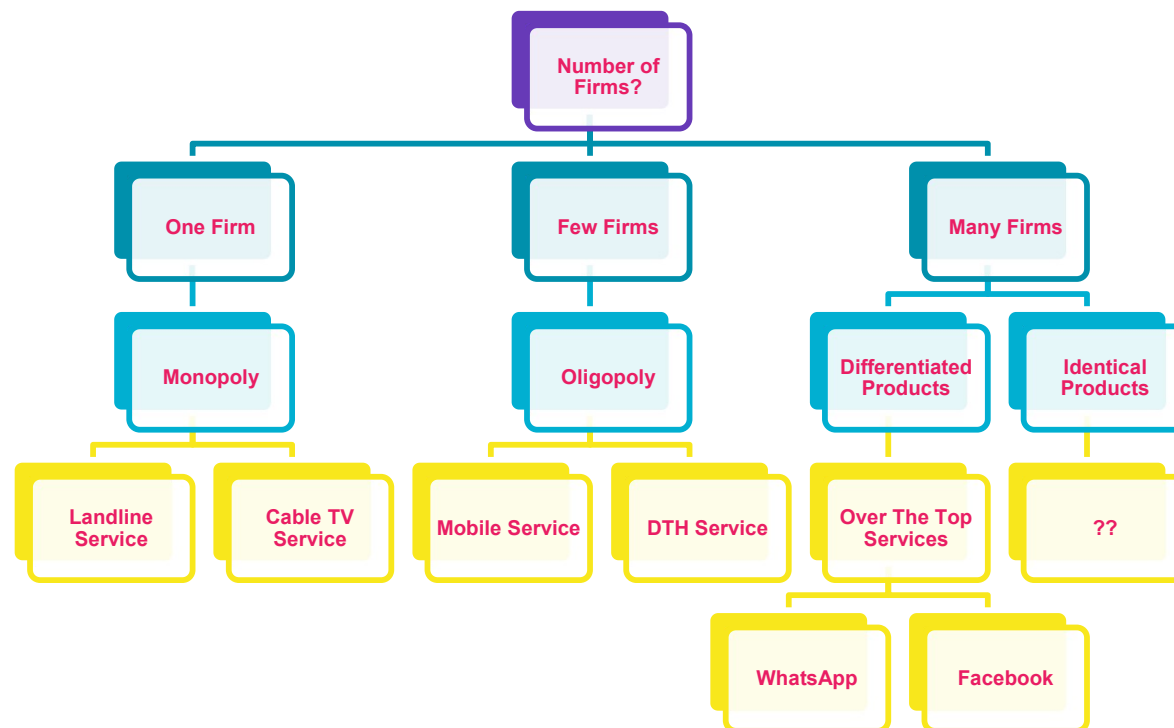 Number of
Firms?
One Firm
Few Firms
Many Firms
Monopoly
Oligopoly
Differentiated
Products
Identical
Products
Landline
Service
Cable TV
Service
Mobile Service
DTH Service
Over The Top
Services
??
WhatsApp
Facebook